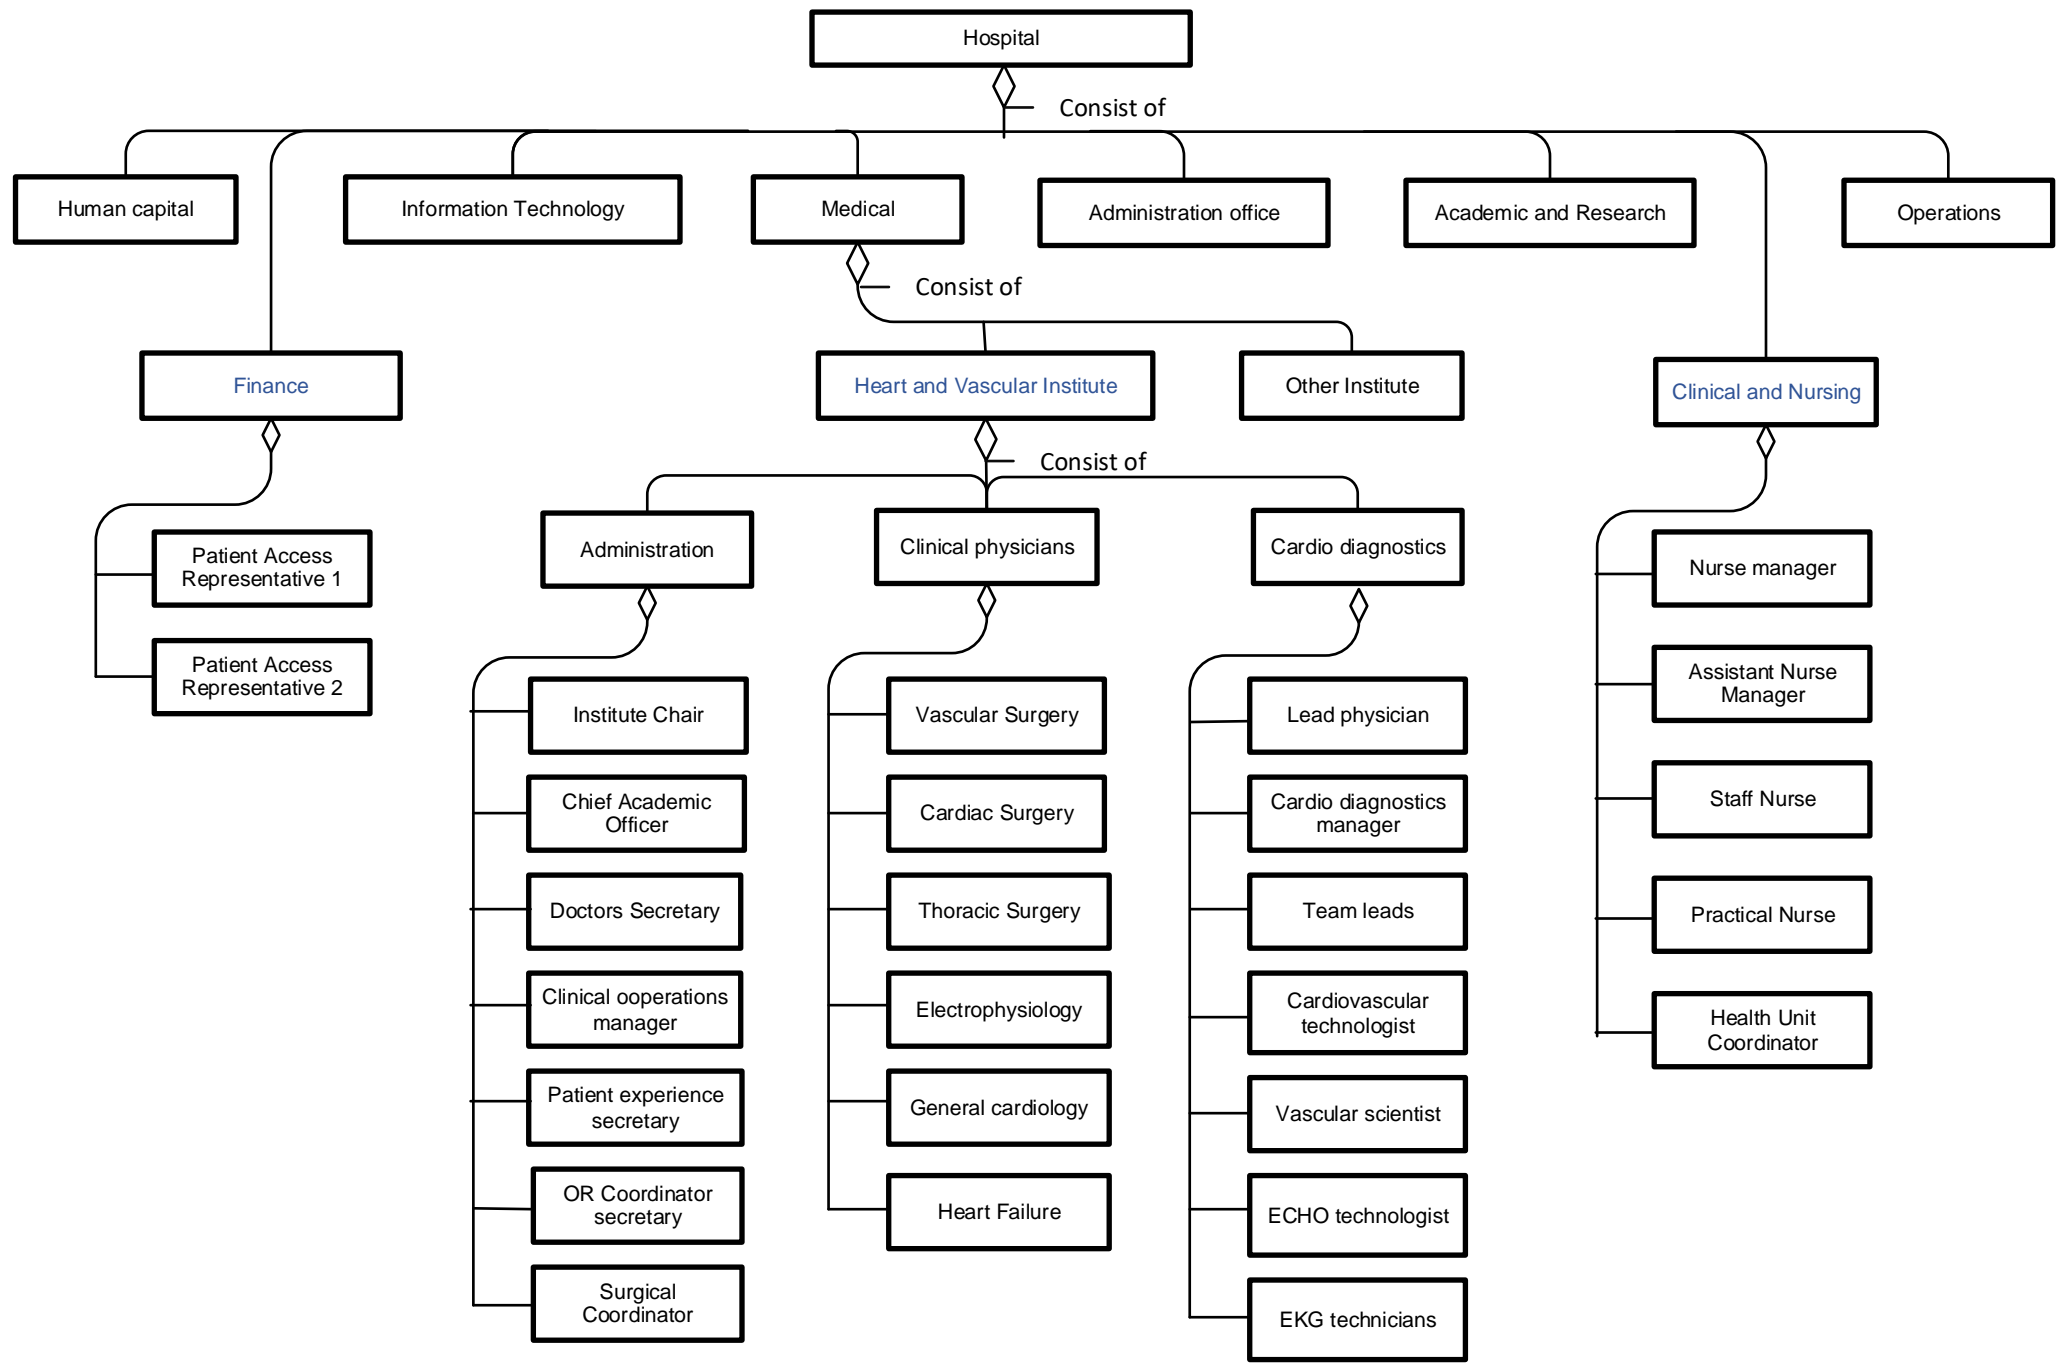 Hospital
Consist of
Human capital
Information Technology
Medical
Administration office
Academic and Research
Operations
Consist of
Finance
Heart and Vascular Institute
Other Institute
Clinical and Nursing
Consist of
Patient Access
Representative 1
Patient Access
Representative 2
Administration
Clinical physicians
Cardio diagnostics
Institute Chair
Chief Academic
Officer
Doctors Secretary
Clinical ooperations
manager
Patient experience
secretary
OR Coordinator
secretary
Surgical
Coordinator
Vascular Surgery
Cardiac Surgery
Thoracic Surgery
Electrophysiology
General cardiology
Heart Failure
Lead physician
Cardio diagnostics
manager
Team leads
Cardiovascular
technologist
Vascular scientist
ECHO technologist
EKG technicians
Nurse manager
Assistant Nurse
Manager
Staff Nurse
Practical Nurse
Health Unit
Coordinator